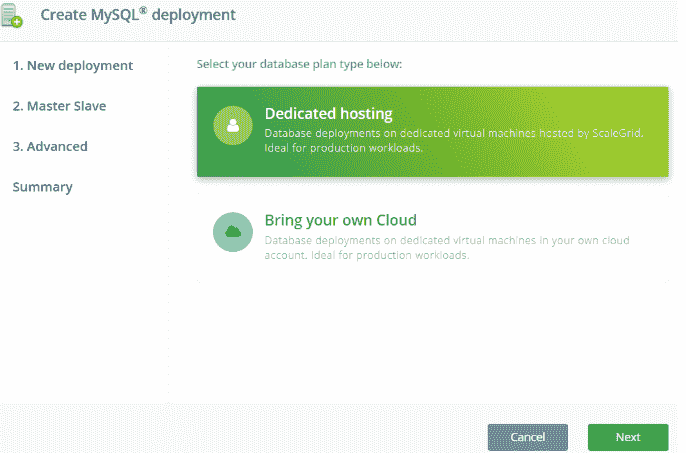 Create MySQL® deployment
1. New deployment
2. Master Slave
3. Advanced
Summary
Select your database plan type below:
Dedicated hosting
Database deployments on dedicated virtual machines hosted by ScaleGrid.
Ideal for production workloads.
Bring your own Cloud
Database deployments on dedicated virtual machines in your own cloud
account. Ideal for production workloads.
Cancel
Next